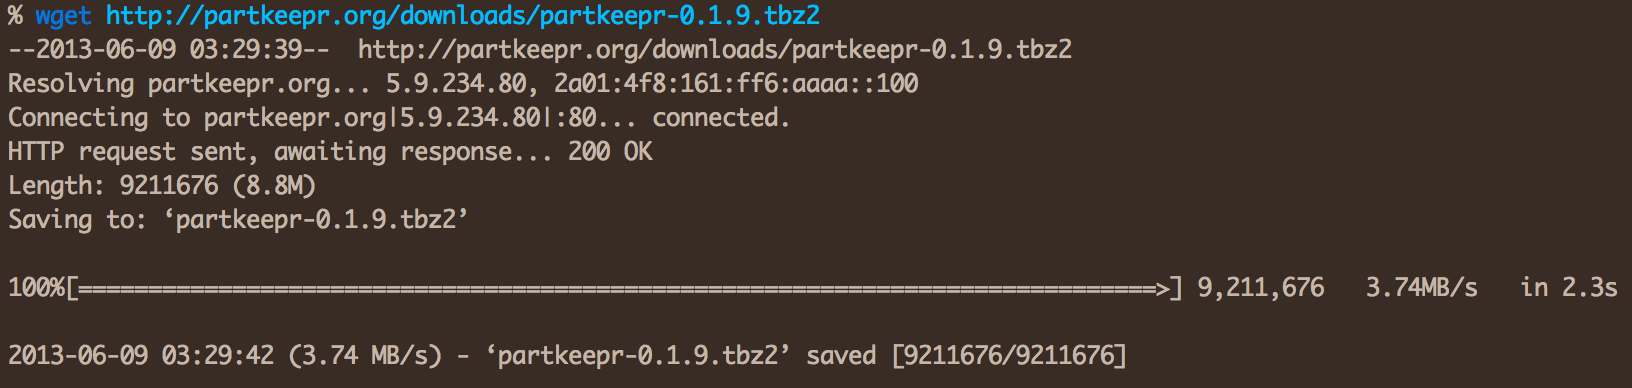 % wget http://partkeepr.org/downloads/partkeepr-0.1.9.tbz2
--2013-06-09 03:29:39--  http://partkeepr.org/downloads/partkeepr-0.1.9.tbz2
Resolving partkeepr.org... 5.9.234.80, 2a01:4f8:161:ff6:aaaa::100
Connecting to partkeepr.org|5.9.234.80|:80... connected.
HTTP request sent, awaiting response... 200 OK
Length: 9211676 (8.8M)
Saving to: ‘partkeepr-0.1.9.tbz2’
100%[=============================================================================>] 9,211,676   3.74MB/s   in 2.3s
2013-06-09 03:29:42 (3.74 MB/s) - ‘partkeepr-0.1.9.tbz2’ saved [9211676/9211676]